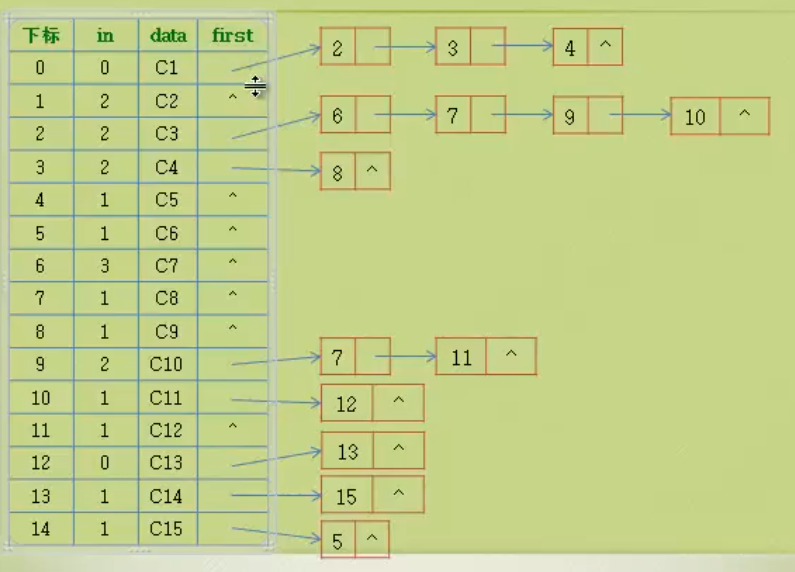 下标 in data first
0 0 C1 2 3 4 ^
1 2 C2 ^
2 2 C3 6 7 9 10 ^
3 2 C4 8 ^
4 1 C5 ^
5 1 C6 ^
6 3 C7 ^
7 1 C8 ^
8 1 C9 ^
9 2 C10 7 11 ^
10 1 C11 12 ^
11 1 C12 ^
12 0 C13 13 ^
13 1 C14 15 ^
14 1 C15 5 ^